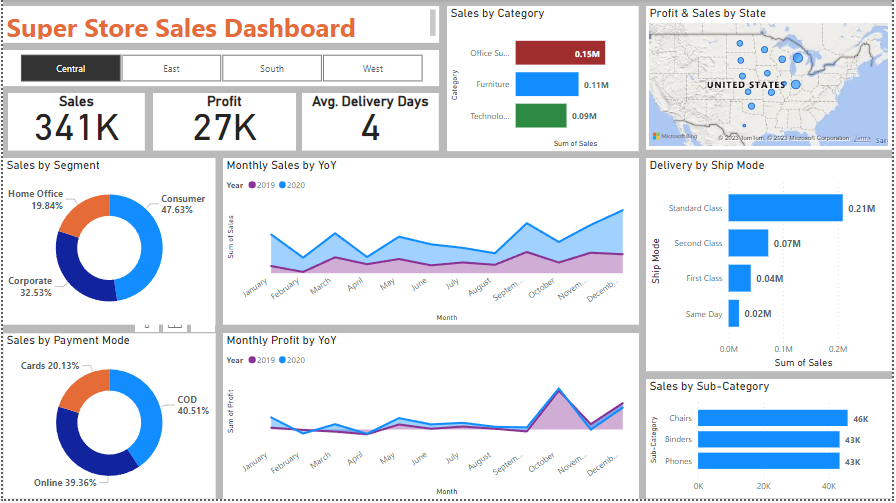 Super Store Sales Dashboard
Central
East
South
West
Sales
341K
Profit
27K
Avg. Delivery Days
4
Sales by Category
Category
Office Su...
0.15M
Furniture
0.11M
Technolo...
0.09M
Sum of Sales
Profit & Sales by State
UNITED STATES
Microsoft Bing
© 2023 TomTom, © 2023 Microsoft Corporation Terms
Sar
Sales by Segment
Home Office
19.84%
Consumer
47.63%
Corporate
32.53%
Monthly Sales by YoY
Year 2019 2020
Sum of Sales
January
February
March
April
May
June
July
August
Septem...
October
Novem...
Decemb...
Month
Delivery by Ship Mode
Ship Mode
Standard Class
0.21M
Second Class
0.07M
First Class
0.04M
Same Day
0.02M
0.0M
0.1M
0.2M
Sum of Sales
Sales by Payment Mode
Cards 20.13%
COD
40.51%
Online 39.36%
Monthly Profit by YoY
Year 2019 2020
Sum of Profit
January
February
March
April
May
June
July
August
Septem...
October
Novem...
Decemb...
Month
Sales by Sub-Category
Sub-Category
Chairs
46K
Binders
43K
Phones
43K
0K
20K
40K